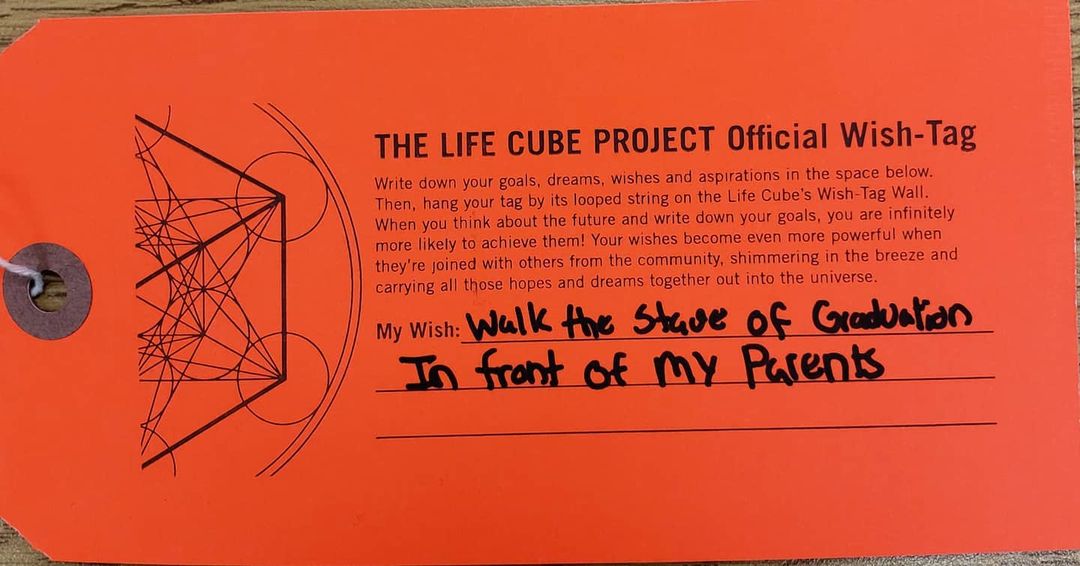 THE LIFE CUBE PROJECT Official Wish-Tag
Write down your goals, dreams, wishes and aspirations in the space below.
Then, hang your tag by its looped string on the Life Cube's Wish-Tag Wall.
When you think about the future and write down your goals, you are infinitely
more likely to achieve them! Your wishes become even more powerful when
they're joined with others from the community, shimmering in the breeze and
carrying all those hopes and dreams together out into the universe.
My Wish: Walk the Stave of Graduation
In front of My Parents